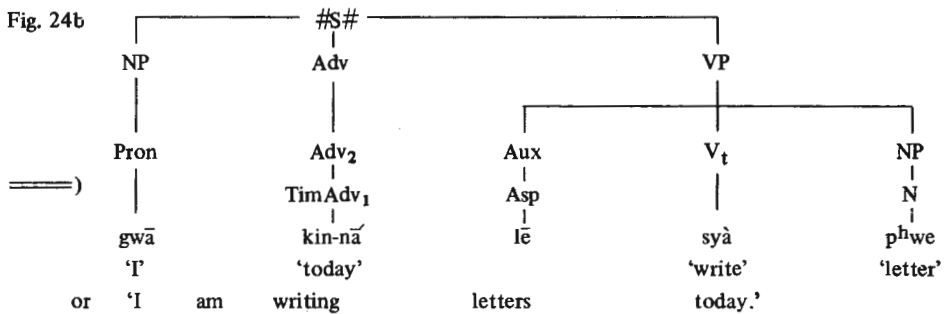 Fig. 24b #S#
NP Adv VP
Pron Adv₂ Aux Vₜ NP
) TimAdv₁ Asp N
gwā kin-nā́ lē syà pʰwe
‘I’ ‘today’ ‘write’ ‘letter’
or ‘I am writing letters today.’